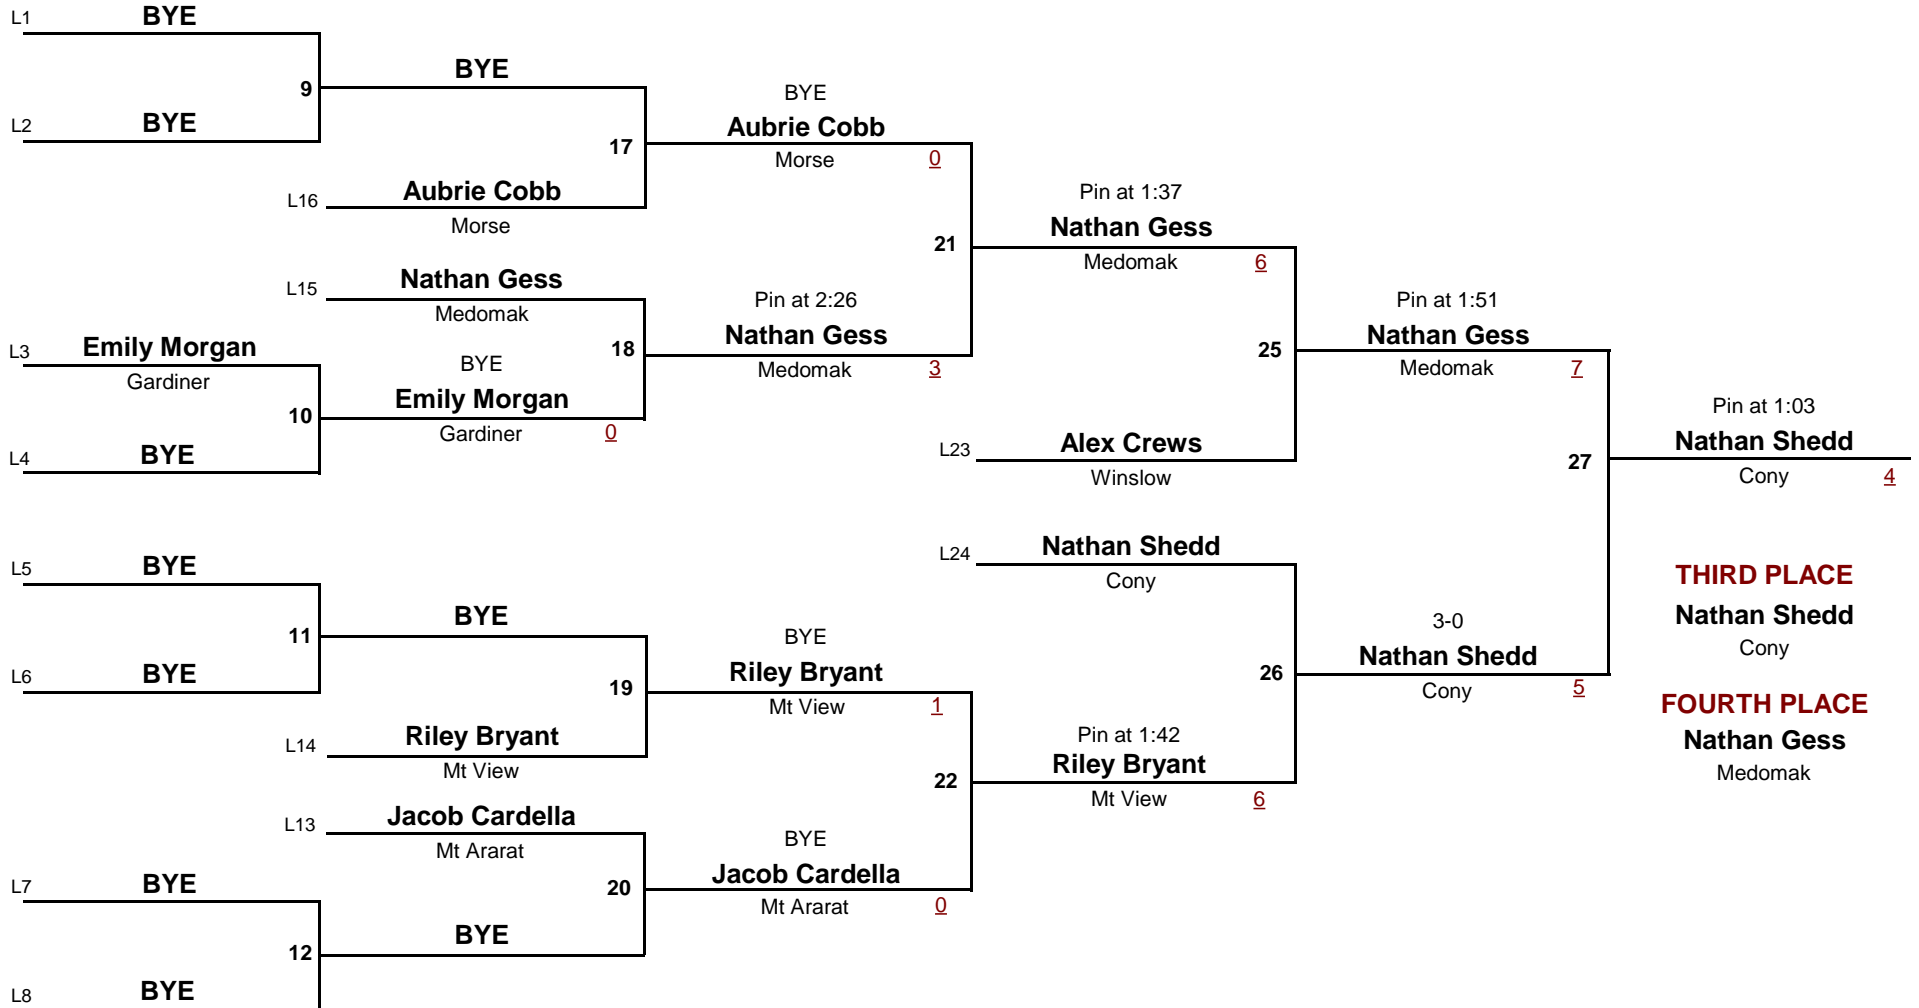 L1 BYE
9
L2 BYE
BYE
17
L16 Aubrie Cobb
Morse
BYE
Aubrie Cobb
Morse 0
L15 Nathan Gess
Medomak
18
L3 Emily Morgan
Gardiner
10
L4 BYE
BYE
Emily Morgan
Gardiner 0
Pin at 2:26
Nathan Gess
Medomak 3
21
Pin at 1:37
Nathan Gess
Medomak 6
25
L23 Alex Crews
Winslow
Pin at 1:51
Nathan Gess
Medomak 7
27
Pin at 1:03
Nathan Shedd
Cony 4
L5 BYE
11
L6 BYE
BYE
19
L14 Riley Bryant
Mt View
BYE
Riley Bryant
Mt View 1
22
L13 Jacob Cardella
Mt Ararat
20
L7 BYE
12
L8 BYE
BYE
BYE
Jacob Cardella
Mt Ararat 0
L24 Nathan Shedd
Cony
26
Pin at 1:42
Riley Bryant
Mt View 6
3-0
Nathan Shedd
Cony 5
THIRD PLACE
Nathan Shedd
Cony
FOURTH PLACE
Nathan Gess
Medomak